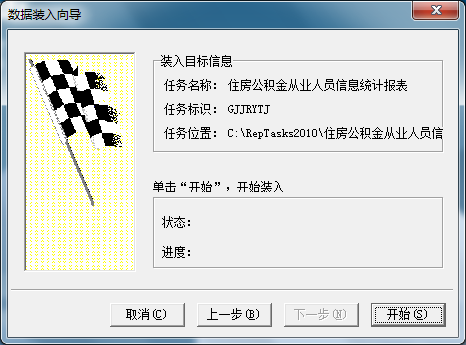 数据装入向导
装入目标信息
任务名称: 住房公积金从业人员信息统计报表
任务标识: GJJRYTJ
任务位置: C:\RepTasks2010\住房公积金从业人员信
单击“开始”，开始装入
状态:
进度:
取消(C) 上一步(B) 下一步(N) 开始(S)